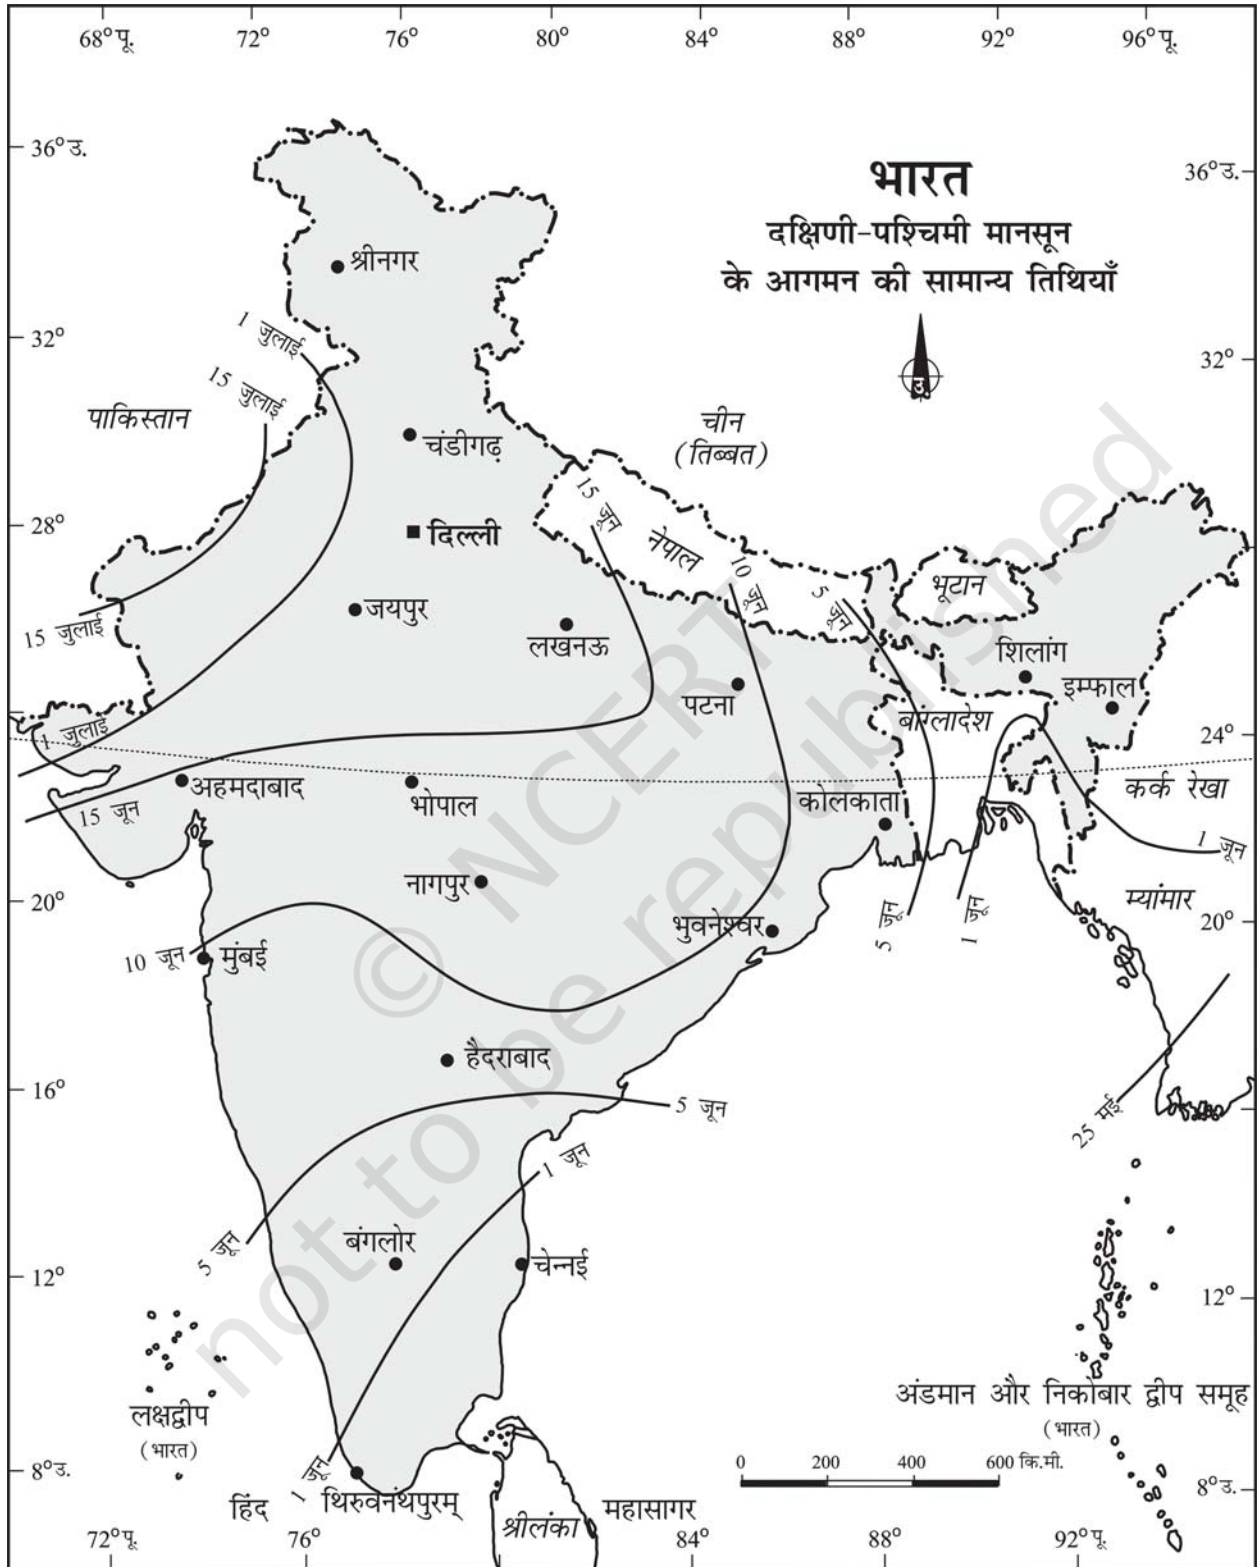 68°पू. 72° 76° 80° 84° 88° 92° 96°पू.
36°उ.
36°उ.
भारत
दक्षिणी-पश्चिमी मानसून
के आगमन की सामान्य तिथियाँ
श्रीनगर
1 जुलाई
32°
32°
15 जुलाई
उ
पाकिस्तान
चीन
(तिब्बत)
चंडीगढ़
15 जून
28°
दिल्ली
नेपाल
10 जून
5 जून
भूटान
15 जुलाई
जयपुर
लखनऊ
शिलांग
पटना
इम्फाल
बांग्लादेश
1 जुलाई
24°
अहमदाबाद
15 जून
भोपाल
कोलकाता
कर्क रेखा
1 जून
नागपुर
20°
म्यांमार
20°
भुवनेश्वर
5 जून
1 जून
10 जून
मुंबई
हैदराबाद
16°
5 जून
25 मई
1 जून
5 जून
बंगलोर
चेन्नई
12°
12°
लक्षद्वीप
(भारत)
अंडमान और निकोबार द्वीप समूह
(भारत)
8°उ.
1 जून
0 200 400 600 कि.मी.
8°उ.
हिंद
थिरुवनंथपुरम्
श्रीलंका
महासागर
72°पू. 76° 84° 88° 92°पू.
© NCERT
not to be republished